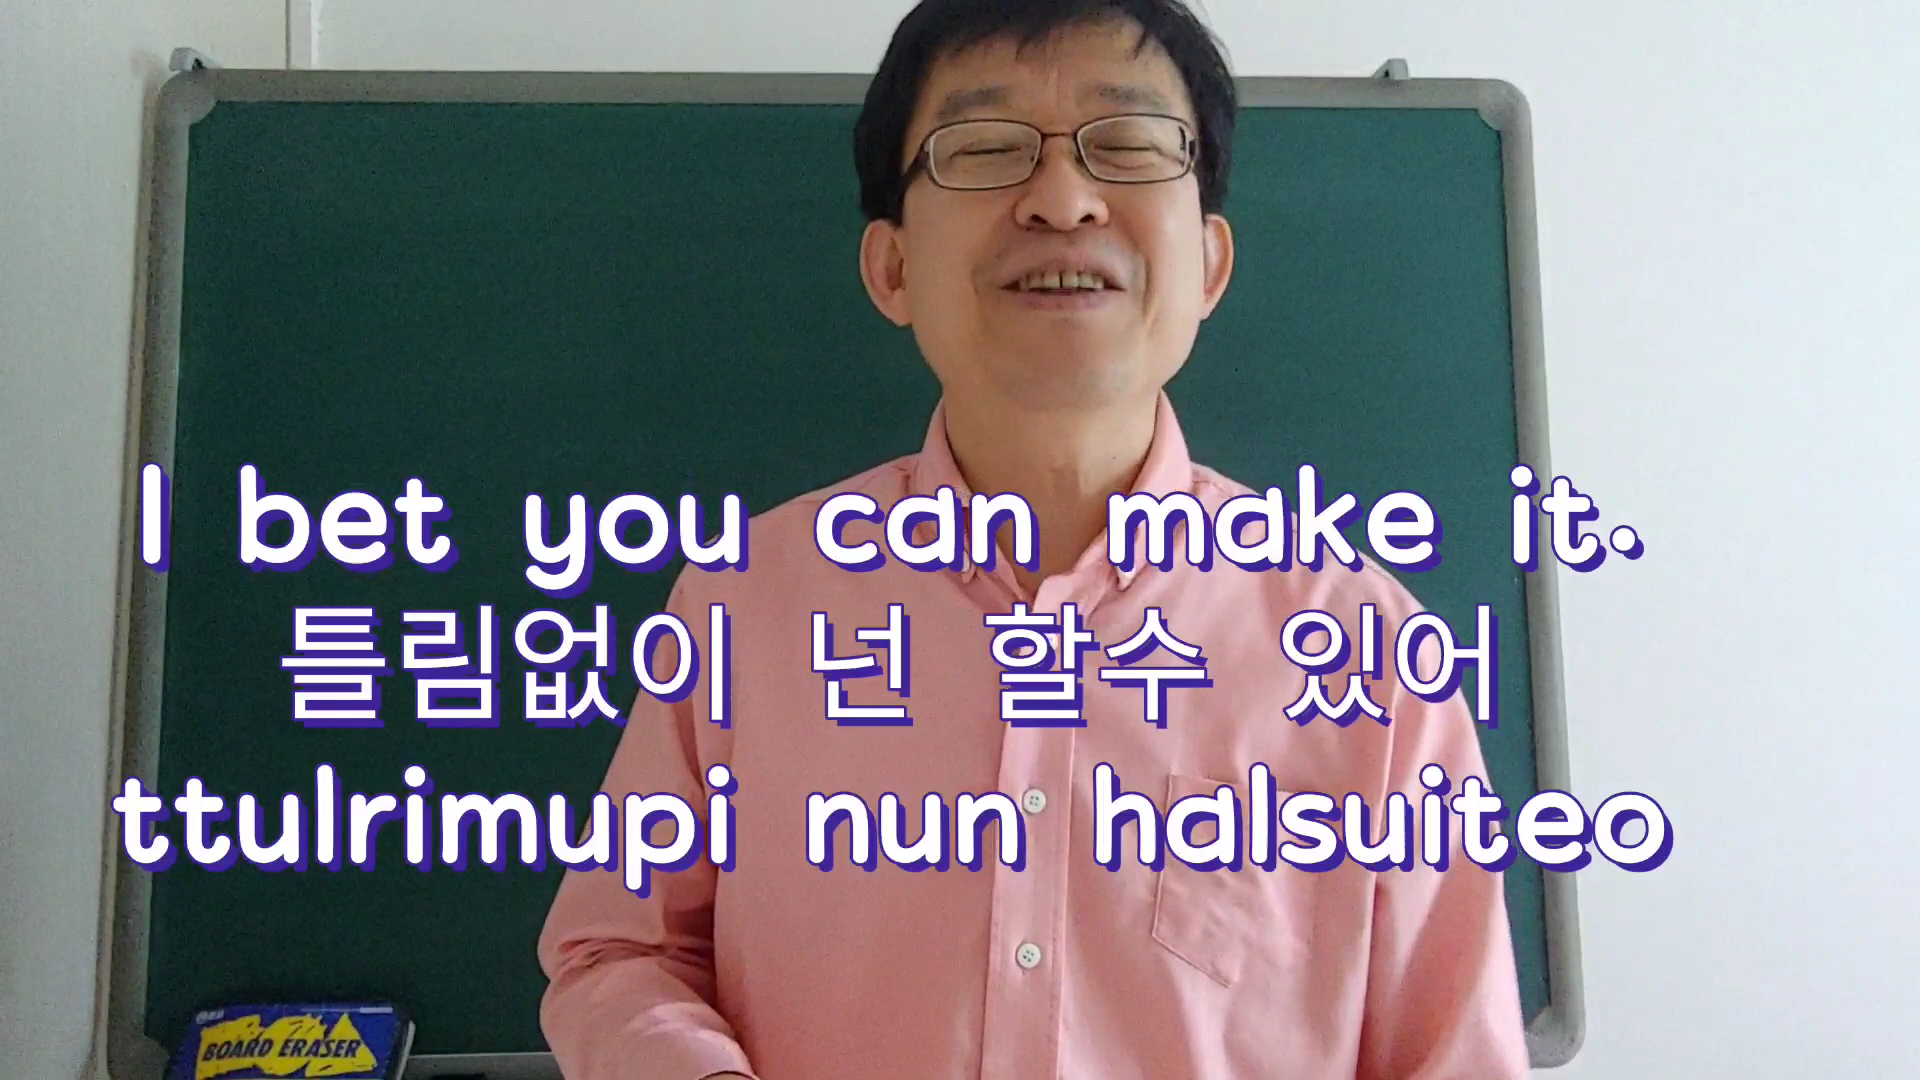 I bet you can make it.
틀림없이 넌 할수 있어
ttulrimupi nun halsuiteo
BOARD ERASER